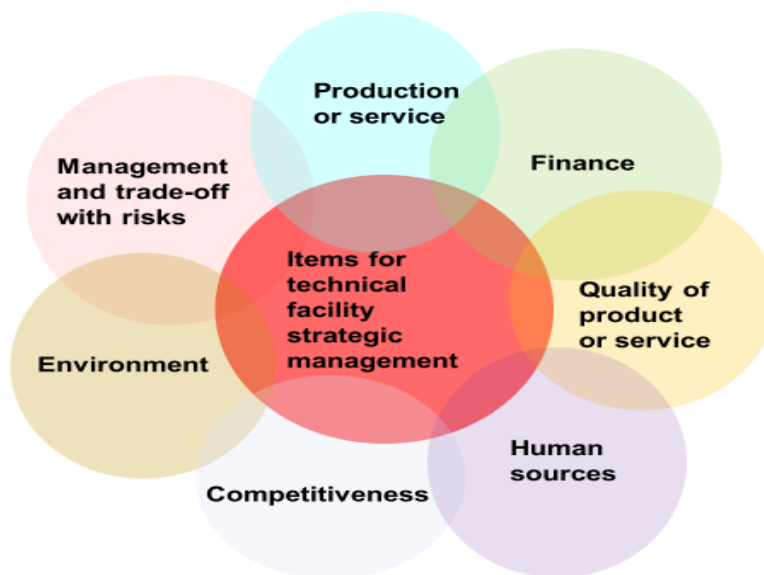 Production
or service
Finance
Management
and trade-off
with risks
Items for
technical
facility
strategic
management
Quality of
product
or service
Environment
Human
sources
Competitiveness